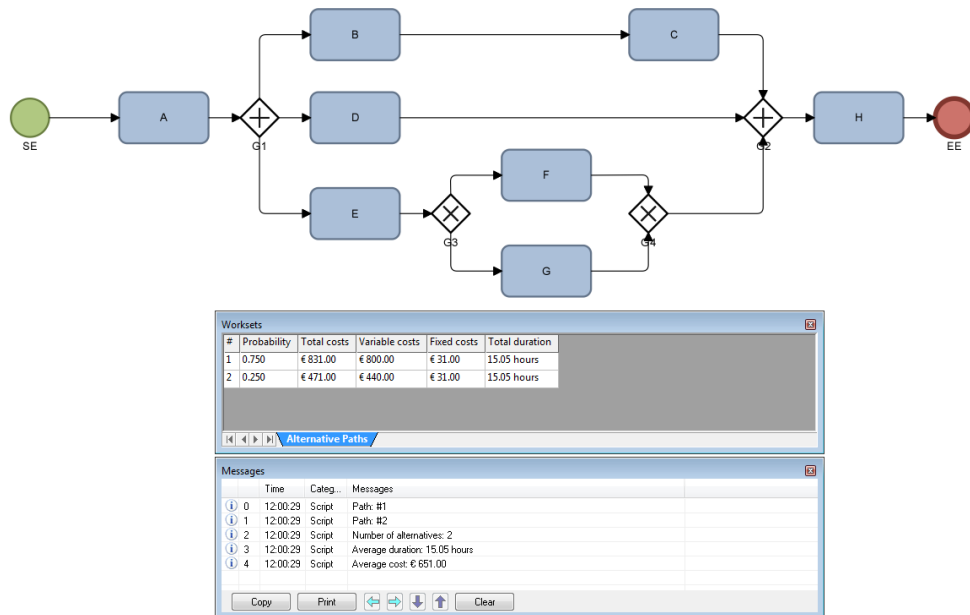 B
C
A
D
H
SE
G1
G2
EE
F
E
G3
G4
G
Worksets
# Probability Total costs Variable costs Fixed costs Total duration
1 0.750 € 831.00 € 800.00 € 31.00 15.05 hours
2 0.250 € 471.00 € 440.00 € 31.00 15.05 hours
Alternative Paths
Messages
Time Categ... Messages
0 12:00:29 Script Path: #1
1 12:00:29 Script Path: #2
2 12:00:29 Script Number of alternatives: 2
3 12:00:29 Script Average duration: 15.05 hours
4 12:00:29 Script Average cost: € 651.00
Copy Print Clear